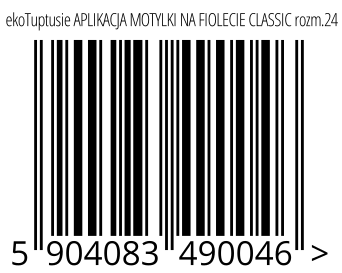 ekoTuptusie APLIKACJA MOTYLKI NA FIOLECIE CLASSIC rozm.24
5 904083 490046 >